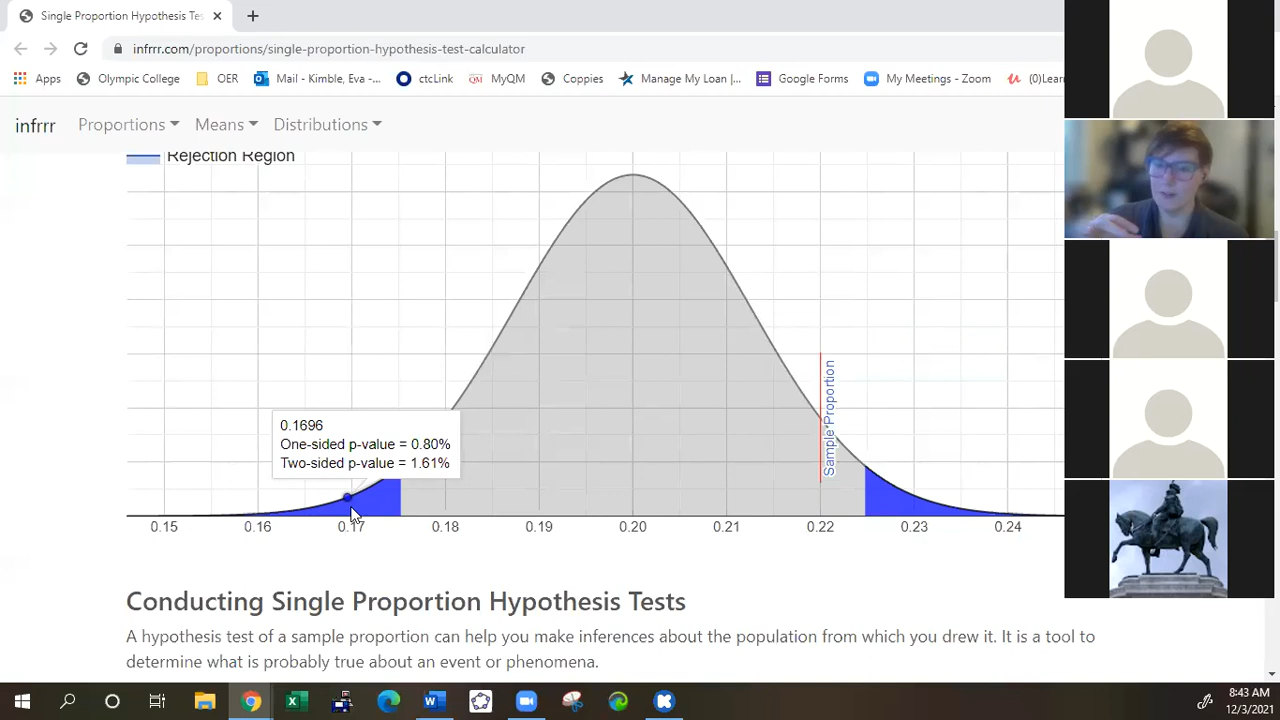 Single Proportion Hypothesis Tes
infrrr.com/proportions/single-proportion-hypothesis-test-calculator
Apps
Olympic College
OER
Mail - Kimble, Eva -...
ctcLink
QM
MyQM
Coppies
Manage My Loan |...
Google Forms
My Meetings - Zoom
(0)Lear
infrrr
Proportions
Means
Distributions
Rejection Region
Sample Proportion
0.1696
One-sided p-value = 0.80%
Two-sided p-value = 1.61%
0.15
0.16
0.17
0.18
0.19
0.20
0.21
0.22
0.23
0.24
Conducting Single Proportion Hypothesis Tests
A hypothesis test of a sample proportion can help you make inferences about the population from which you drew it. It is a tool to
determine what is probably true about an event or phenomena.
8:43 AM
12/3/2021